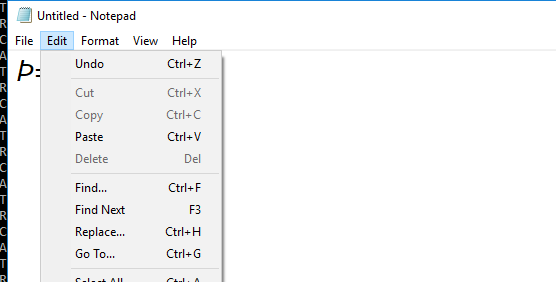 Untitled - Notepad
File Edit Format View Help
Þ=
Undo Ctrl+Z
Cut Ctrl+X
Copy Ctrl+C
Paste Ctrl+V
Delete Del
Find... Ctrl+F
Find Next F3
Replace... Ctrl+H
Go To... Ctrl+G
Select All Ctrl+A